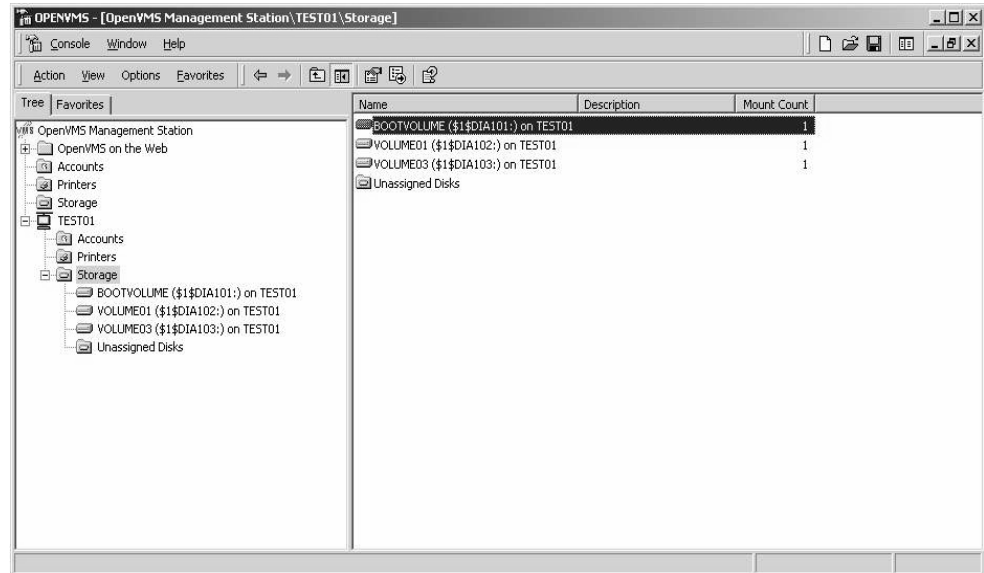 OPENVMS - [OpenVMS Management Station\TEST01\Storage]
Console Window Help
Action View Options Favorites
Tree Favorites
Name Description Mount Count
VMS OpenVMS Management Station
OpenVMS on the Web
Accounts
Printers
Storage
TEST01
Accounts
Printers
Storage
BOOTVOLUME ($1$DIA101:) on TEST01
VOLUME01 ($1$DIA102:) on TEST01
VOLUME03 ($1$DIA103:) on TEST01
Unassigned Disks
BOOTVOLUME ($1$DIA101:) on TEST01 1
VOLUME01 ($1$DIA102:) on TEST01 1
VOLUME03 ($1$DIA103:) on TEST01 1
Unassigned Disks